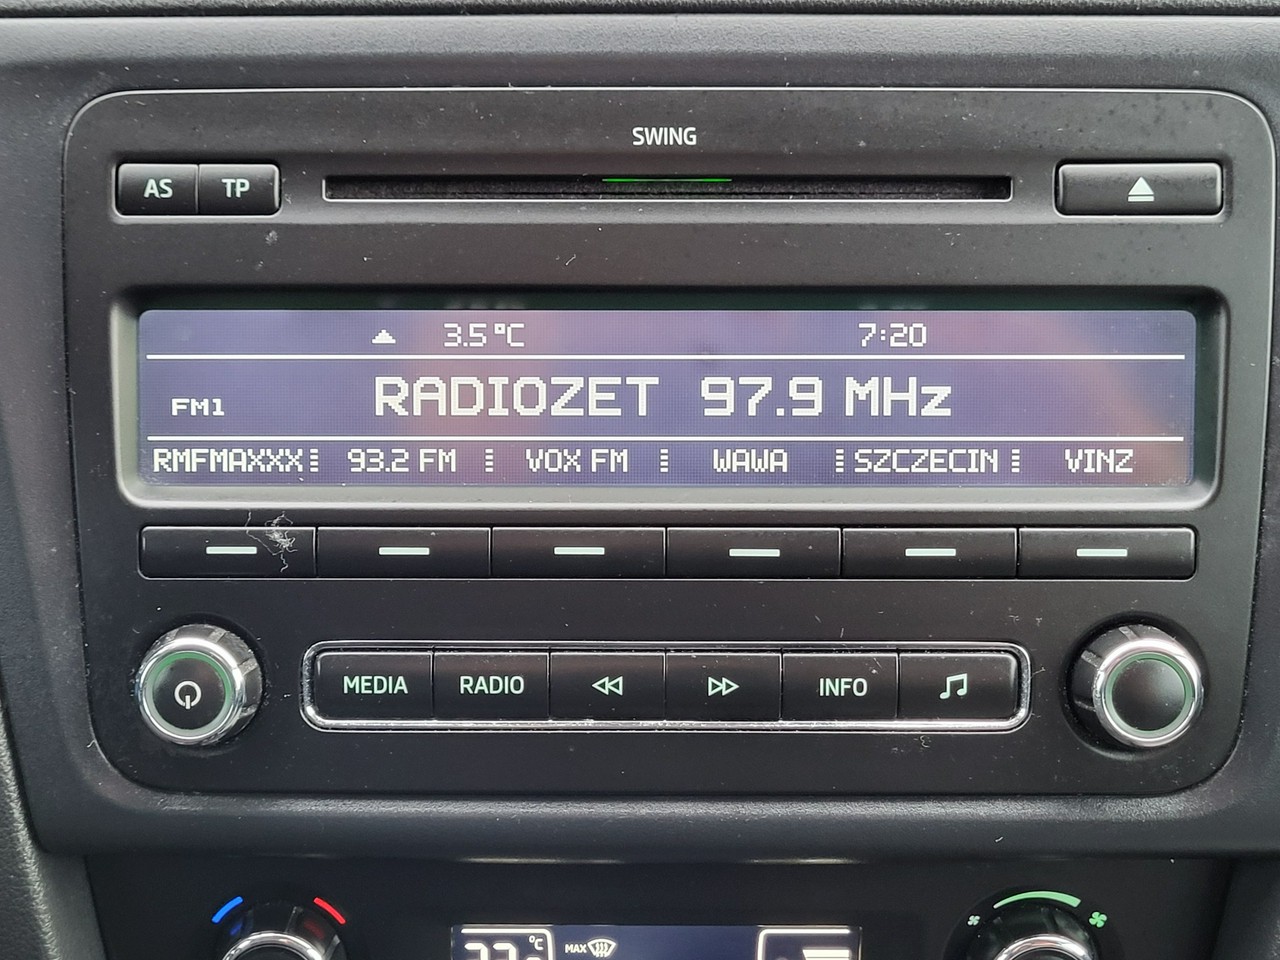 SWING
AS TP
3.5 °C 7:20
FM1 RADIOZET 97.9 MHz
RMFMAXXX 93.2 FM VOX FM WAWA SZCZECIN VINZ
MEDIA RADIO INFO
°C MAX